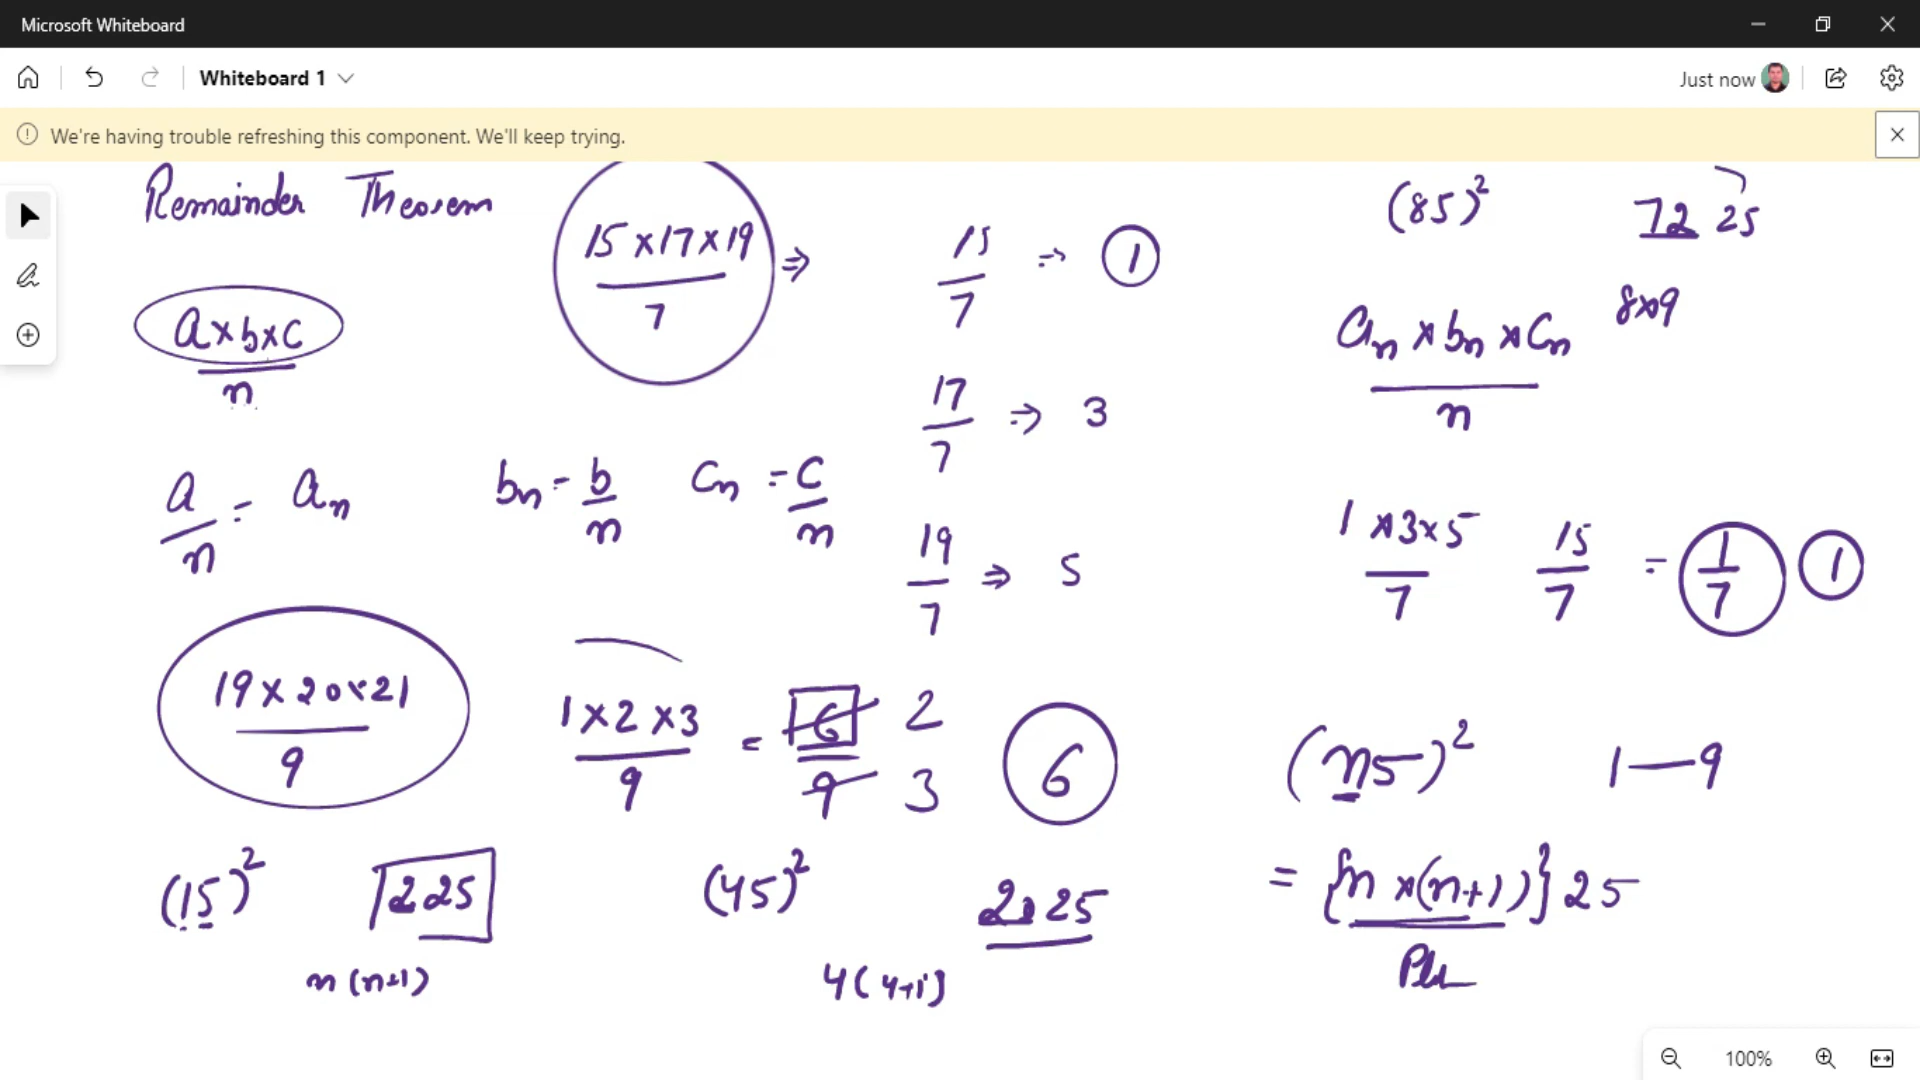 Microsoft Whiteboard
Whiteboard 1
Just now
We're having trouble refreshing this component. We'll keep trying.
Remainder Theorem
a×b×c
n
15×17×19
7
⇒
15
7
⇒ 1
17
7
⇒ 3
19
7
⇒ 5
(85)²
72 25
8×9
an × bn × cn
n
a
n
= an
bn = b
n
cn = c
n
1×3×5
7
15
7
= 1
7
1
19×20×21
9
1×2×3
9
= 6
9
2
3
6
(n5)²
1—9
= {n×(n+1)}25
(15)²
225
n(n+1)
(45)²
2025
4(4+1)
100%